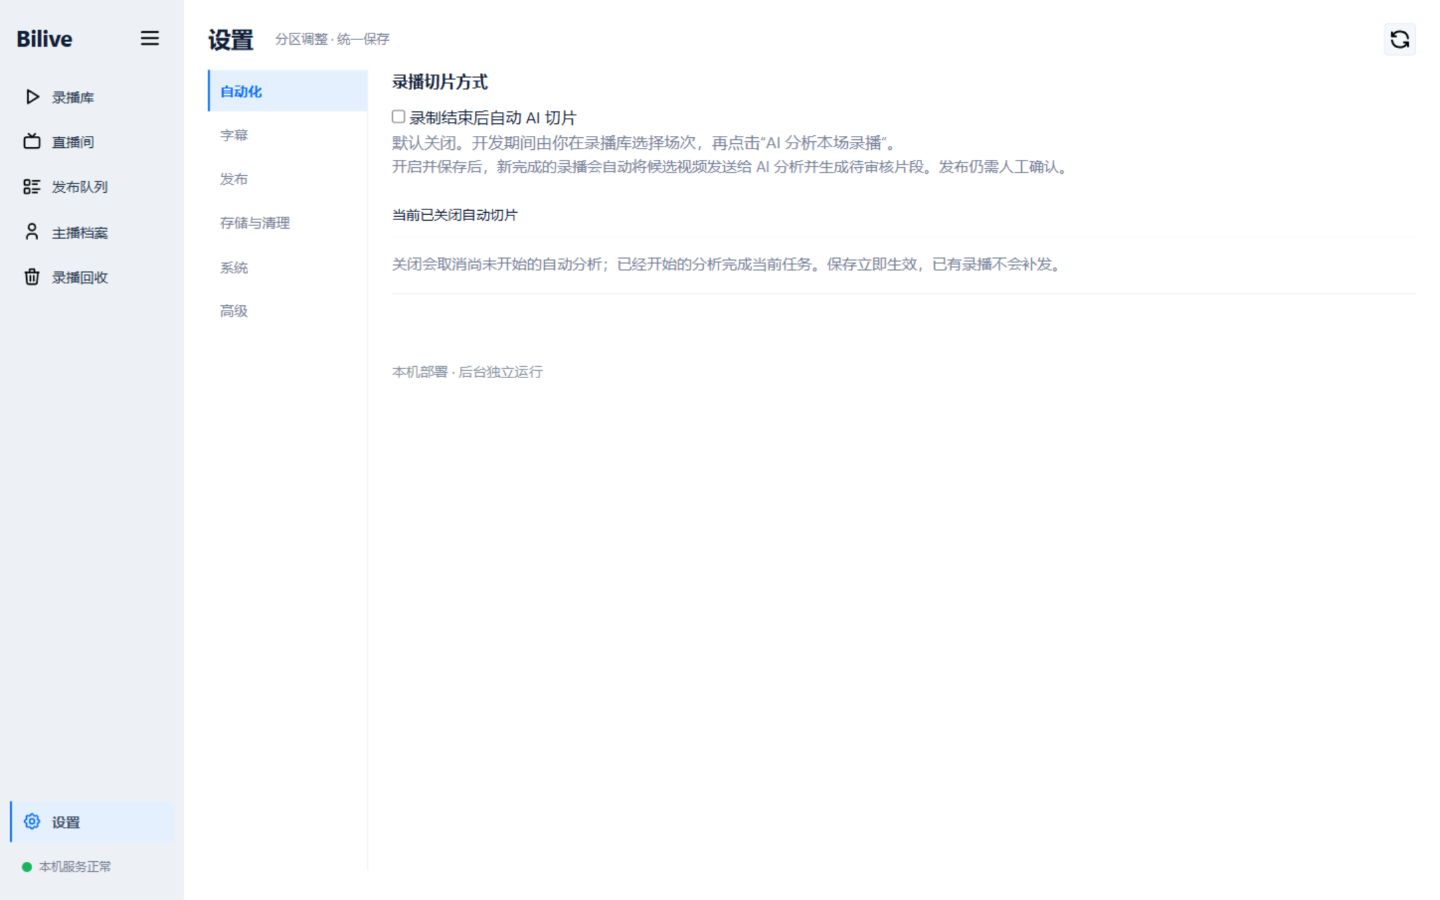 Bilive
录播库
直播间
发布队列
主播档案
录播回收
设置
本机服务正常
设置
分区调整 · 统一保存
自动化
字幕
发布
存储与清理
系统
高级
录播切片方式
录制结束后自动 AI 切片
默认关闭。开发期间由你在录播库选择场次，再点击“AI 分析本场录播”。
开启并保存后，新完成的录播会自动将候选视频发送给 AI 分析并生成待审核片段。发布仍需人工确认。
当前已关闭自动切片
关闭会取消尚未开始的自动分析；已经开始的分析完成当前任务。保存立即生效，已有录播不会补发。
本机部署 · 后台独立运行